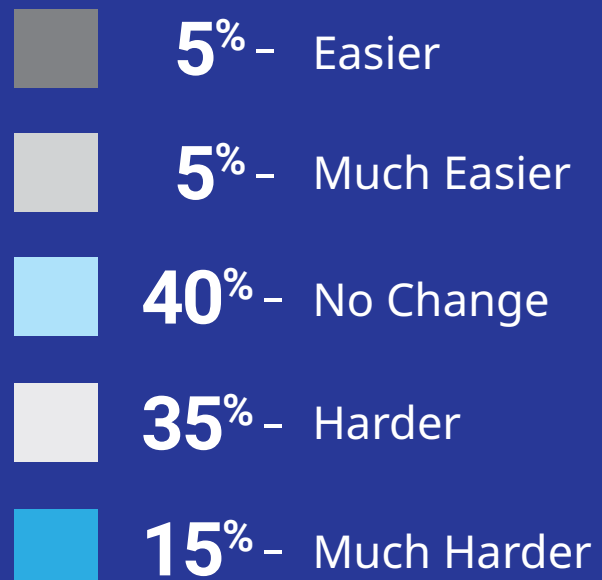 5% – Easier
5% – Much Easier
40% – No Change
35% – Harder
15% – Much Harder